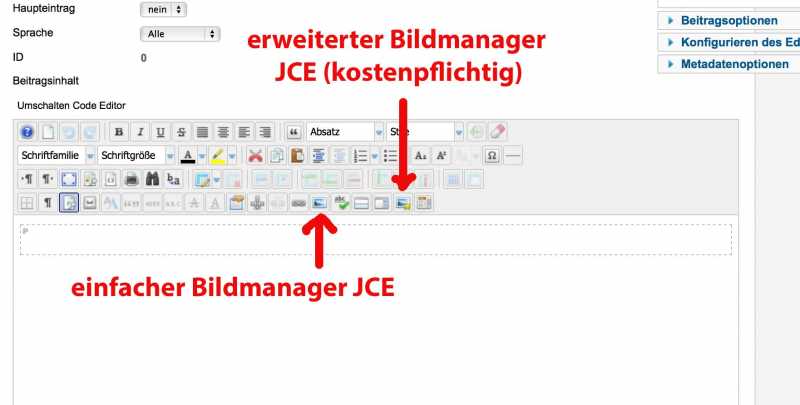 Haupteintrag nein
Beitragsoptionen
Sprache Alle
erweiterter Bildmanager
Konfigurieren des Ed
ID 0
JCE (kostenpflichtig)
Metadatenoptionen
Beitragsinhalt
Umschalten Code Editor
B I U S Absatz
Schriftfamilie Schriftgröße A Ω
einfacher Bildmanager JCE